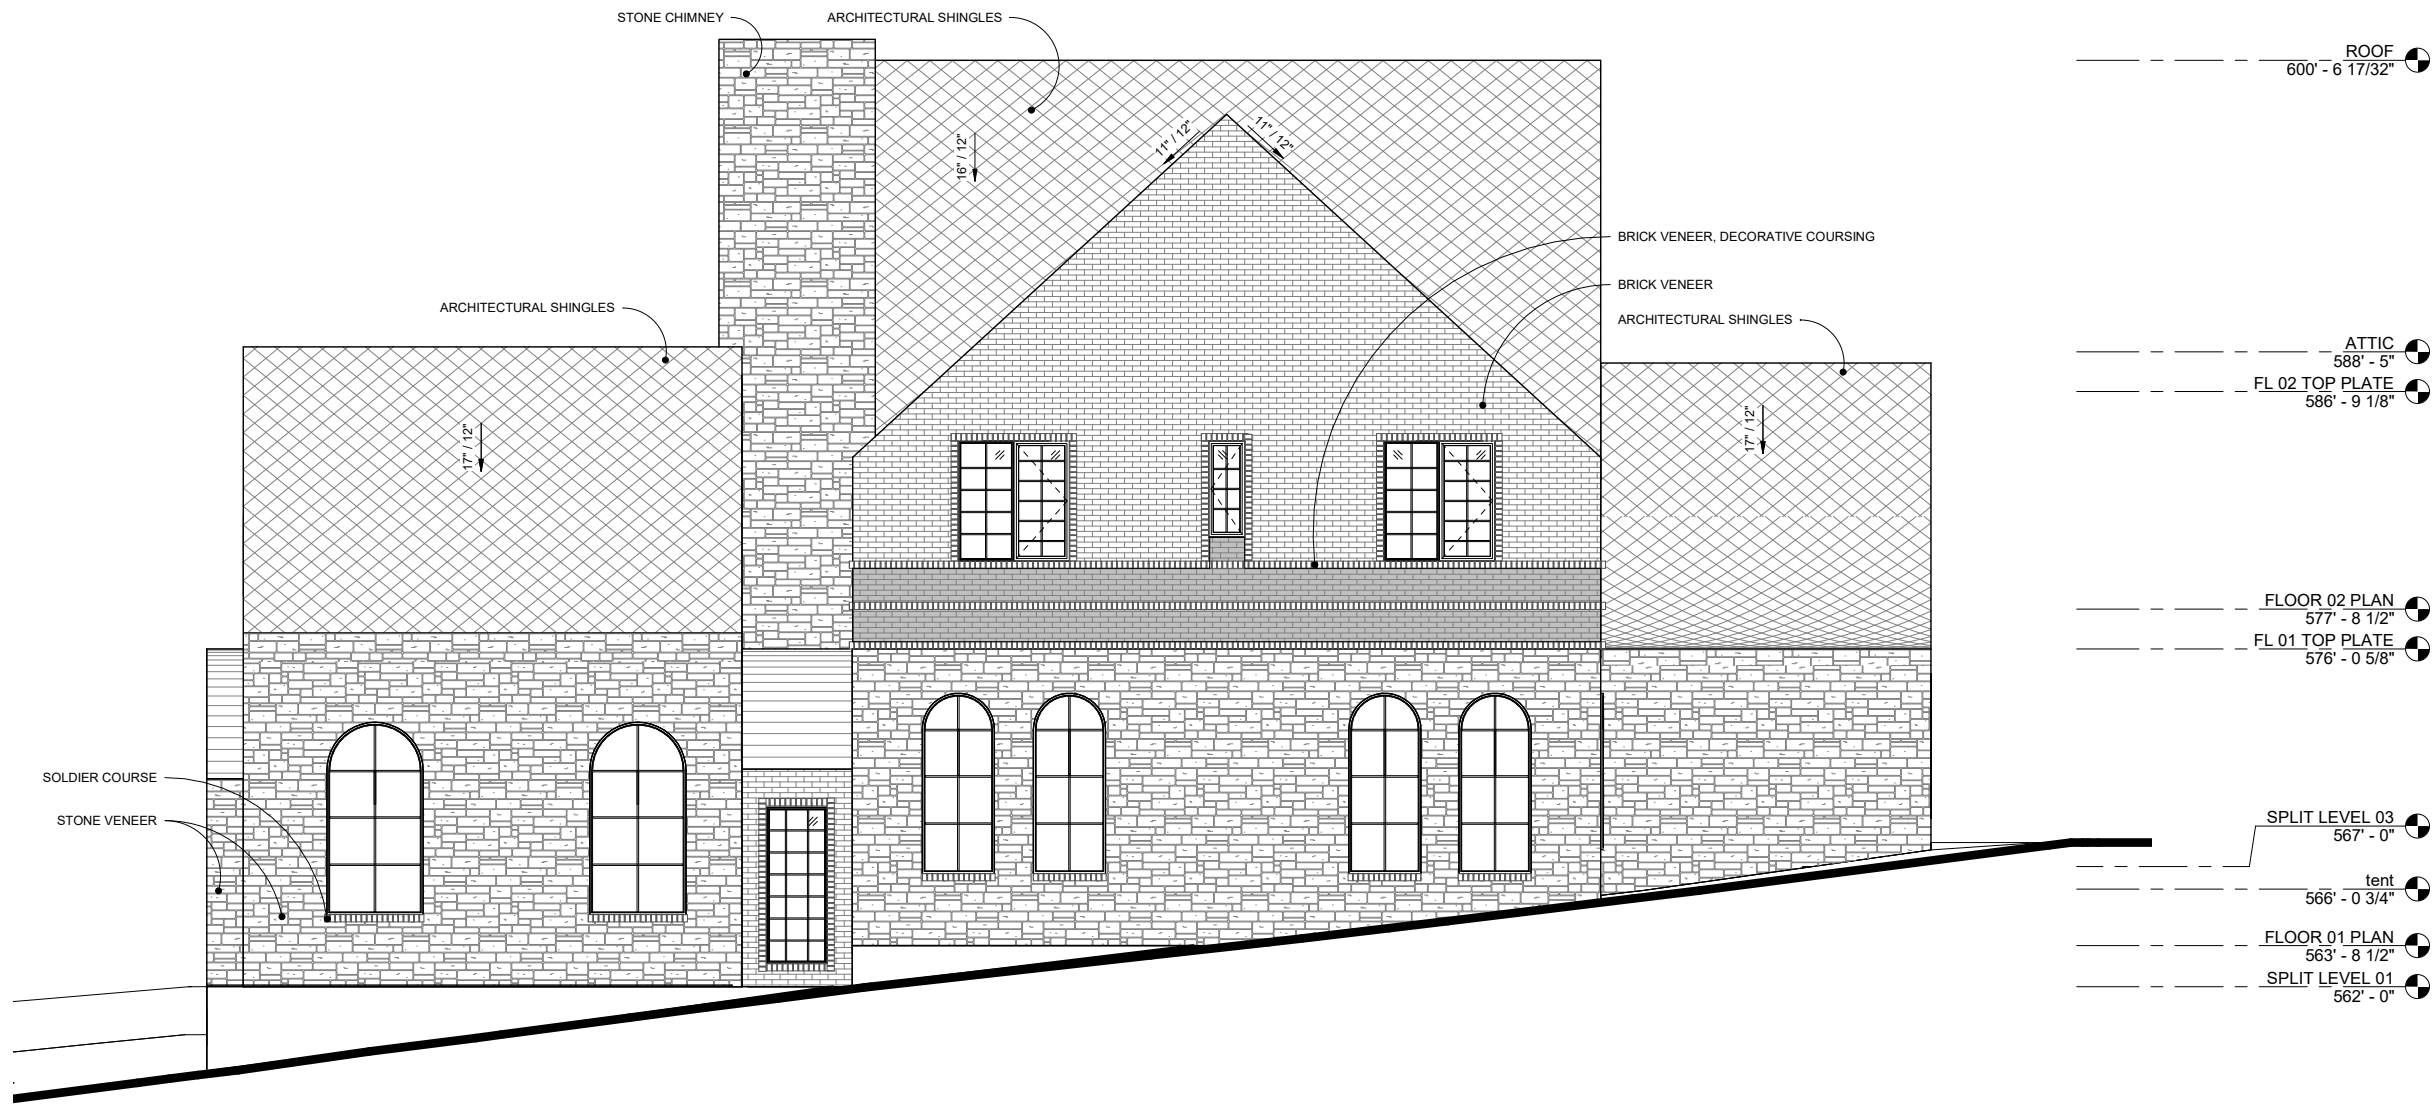 STONE CHIMNEY
ARCHITECTURAL SHINGLES
ROOF
600' - 6 17/32"
11" / 12"
11" / 12"
16" / 12"
BRICK VENEER, DECORATIVE COURSING
BRICK VENEER
ARCHITECTURAL SHINGLES
ARCHITECTURAL SHINGLES
ATTIC
588' - 5"
FL 02 TOP PLATE
586' - 9 1/8"
17" / 12"
17" / 12"
FLOOR 02 PLAN
577' - 8 1/2"
FL 01 TOP PLATE
576' - 0 5/8"
SOLDIER COURSE
STONE VENEER
SPLIT LEVEL 03
567' - 0"
tent
566' - 0 3/4"
FLOOR 01 PLAN
563' - 8 1/2"
SPLIT LEVEL 01
562' - 0"